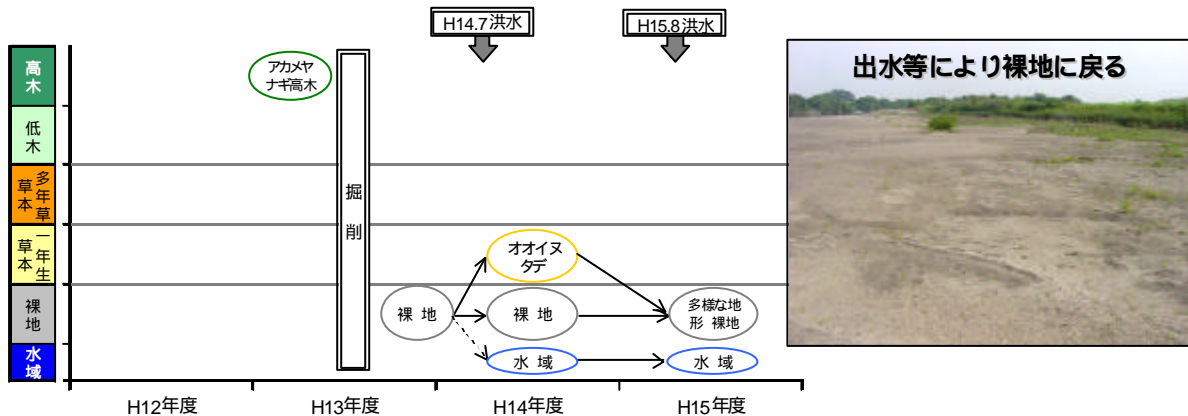 H14.7洪水
H15.8洪水
高木
低木
草本
多年草
草本
一年生
裸地
水域
アカメヤ
ナギ高木
掘削
裸 地
オオイヌ
タデ
裸 地
水 域
多様な地
形 裸地
水 域
H12年度
H13年度
H14年度
H15年度
出水等により裸地に戻る